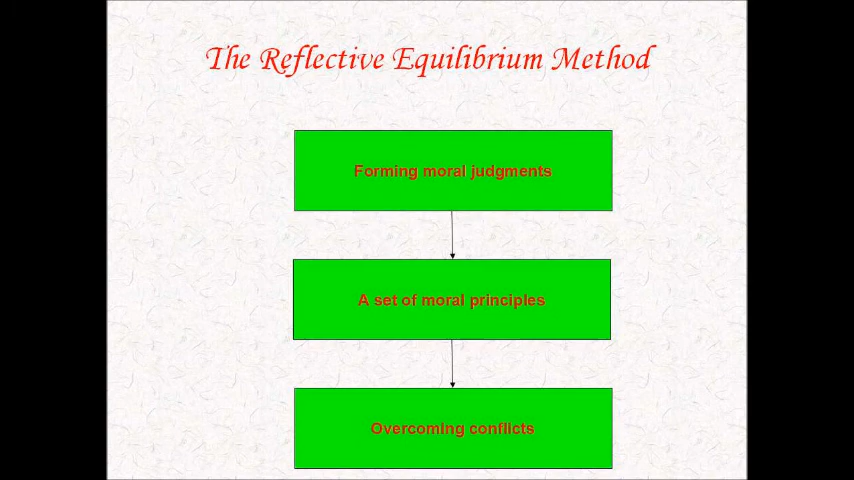 The Reflective Equilibrium Method
Forming moral judgments
A set of moral principles
Overcoming conflicts